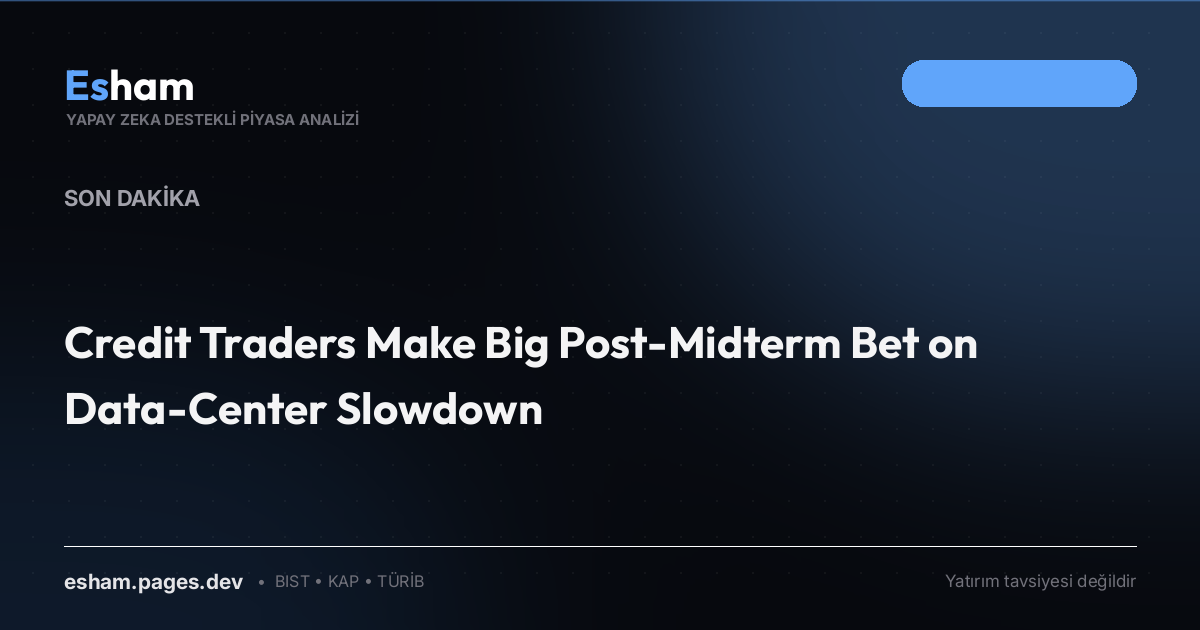 Esham
YAPAY ZEKA DESTEKLİ PİYASA ANALİZİ
SON DAKİKA
Credit Traders Make Big Post-Midterm Bet on
Data-Center Slowdown
esham.pages.dev • BIST • KAP • TÜRİB
Yatırım tavsiyesi değildir